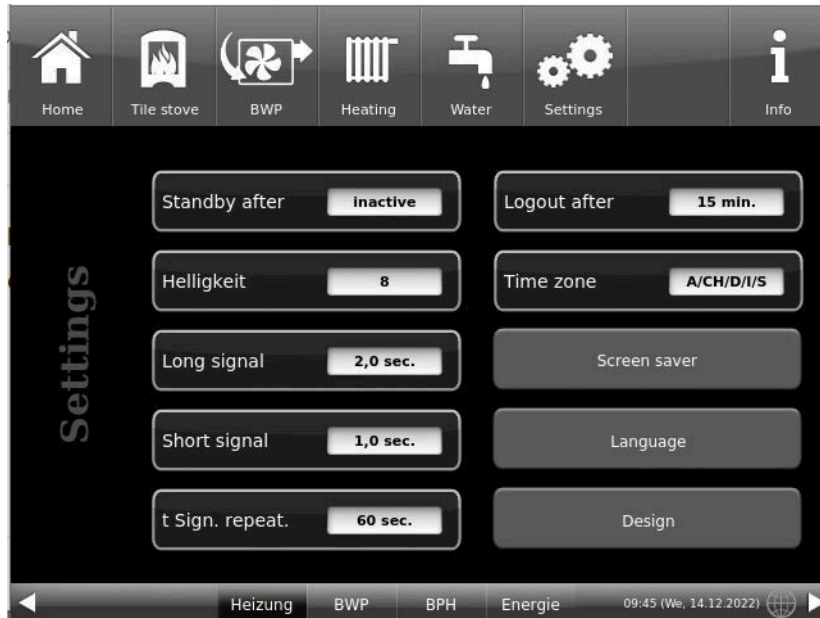 Home Tile stove BWP Heating Water Settings Info
Settings
Standby after inactive
Logout after 15 min.
Helligkeit 8
Time zone A/CH/D/I/S
Long signal 2,0 sec.
Screen saver
Short signal 1,0 sec.
Language
t Sign. repeat. 60 sec.
Design
Heizung BWP BPH Energie 09:45 (We, 14.12.2022)